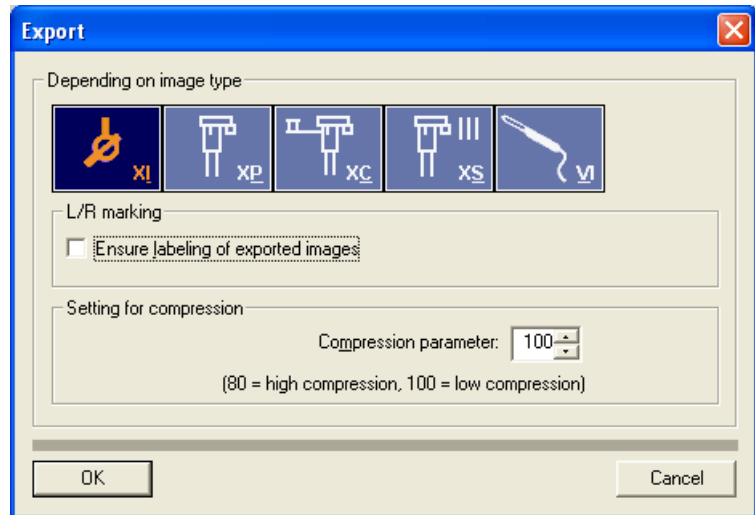 Export
Depending on image type
XI XP XC XS VI
L/R marking
Ensure labeling of exported images
Setting for compression
Compression parameter: 100
(80 = high compression, 100 = low compression)
OK Cancel